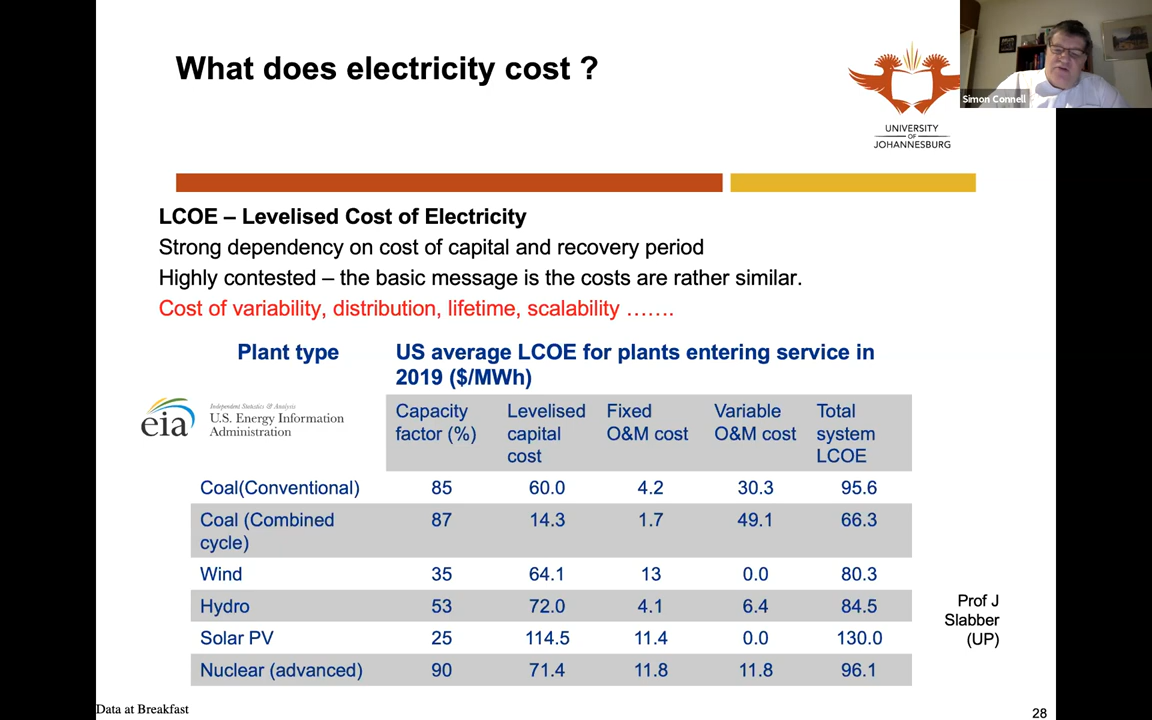 What does electricity cost ?
Simon Connell
UNIVERSITY
OF
JOHANNESBURG
LCOE – Levelised Cost of Electricity
Strong dependency on cost of capital and recovery period
Highly contested – the basic message is the costs are rather similar.
Cost of variability, distribution, lifetime, scalability …….
Plant type US average LCOE for plants entering service in
2019 ($/MWh)
eia Independent Statistics & Analysis
U.S. Energy Information
Administration
Capacity Levelised Fixed Variable Total
factor (%) capital O&M cost O&M cost system
cost LCOE
Coal(Conventional) 85 60.0 4.2 30.3 95.6
Coal (Combined 87 14.3 1.7 49.1 66.3
cycle)
Wind 35 64.1 13 0.0 80.3
Hydro 53 72.0 4.1 6.4 84.5
Solar PV 25 114.5 11.4 0.0 130.0
Nuclear (advanced) 90 71.4 11.8 11.8 96.1
Prof J
Slabber
(UP)
Data at Breakfast
28